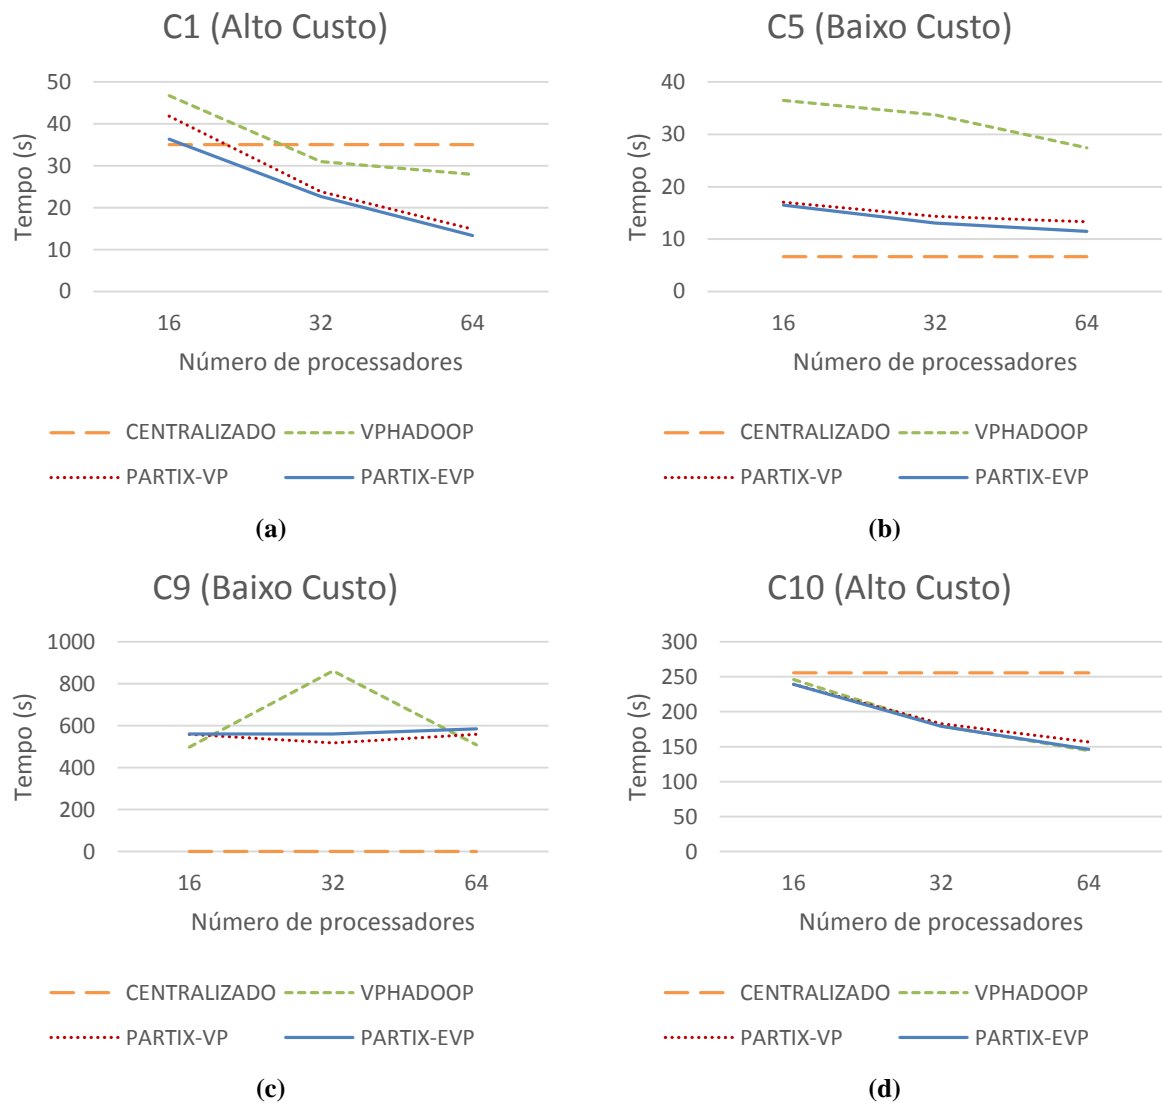 C1 (Alto Custo)
50
40
30
20
10
0
Tempo (s)
16 32 64
Número de processadores
CENTRALIZADO VPHADOOP
PARTIX-VP PARTIX-EVP
(a)
C5 (Baixo Custo)
40
30
20
10
0
Tempo (s)
16 32 64
Número de processadores
CENTRALIZADO VPHADOOP
PARTIX-VP PARTIX-EVP
(b)
C9 (Baixo Custo)
1000
800
600
400
200
0
Tempo (s)
16 32 64
Número de processadores
CENTRALIZADO VPHADOOP
PARTIX-VP PARTIX-EVP
(c)
C10 (Alto Custo)
300
250
200
150
100
50
0
Tempo (s)
16 32 64
Número de processadores
CENTRALIZADO VPHADOOP
PARTIX-VP PARTIX-EVP
(d)